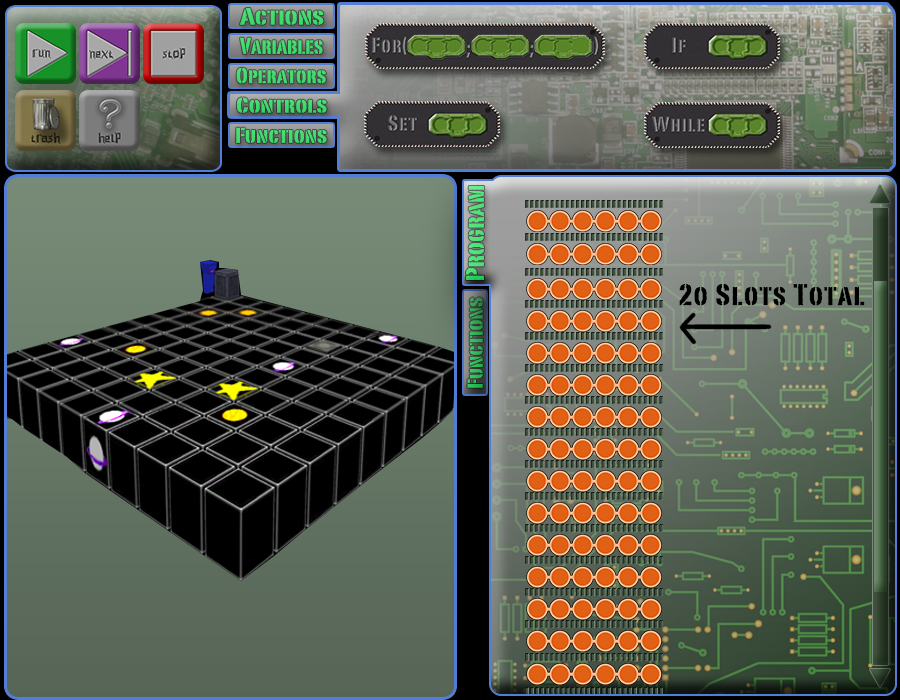 run
next
stop
trash
help
Actions
Variables
Operators
Controls
Functions
For( ; ; )
If
Set
While
Program
Functions
20 Slots Total